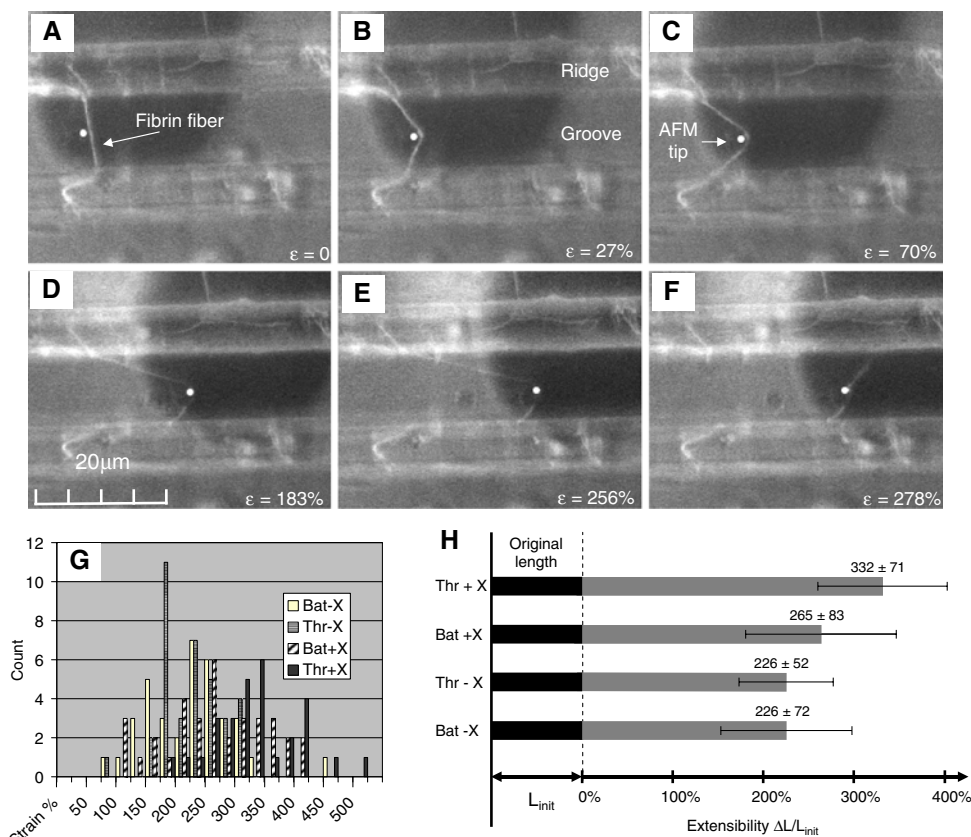 A
Fibrin fiber
ε = 0
B
Ridge
Groove
ε = 27%
C
AFM
tip
ε = 70%
D
20μm
ε = 183%
E
ε = 256%
F
ε = 278%
G
Count
12
10
8
6
4
2
0
Bat-X
Thr-X
Bat+X
Thr+X
Strain %
50
100
150
200
250
300
350
400
450
500
H
Original
length
Thr + X
332 ± 71
Bat +X
265 ± 83
Thr - X
226 ± 52
Bat -X
226 ± 72
Linit
0%
100%
200%
300%
400%
Extensibility ΔL/Linit